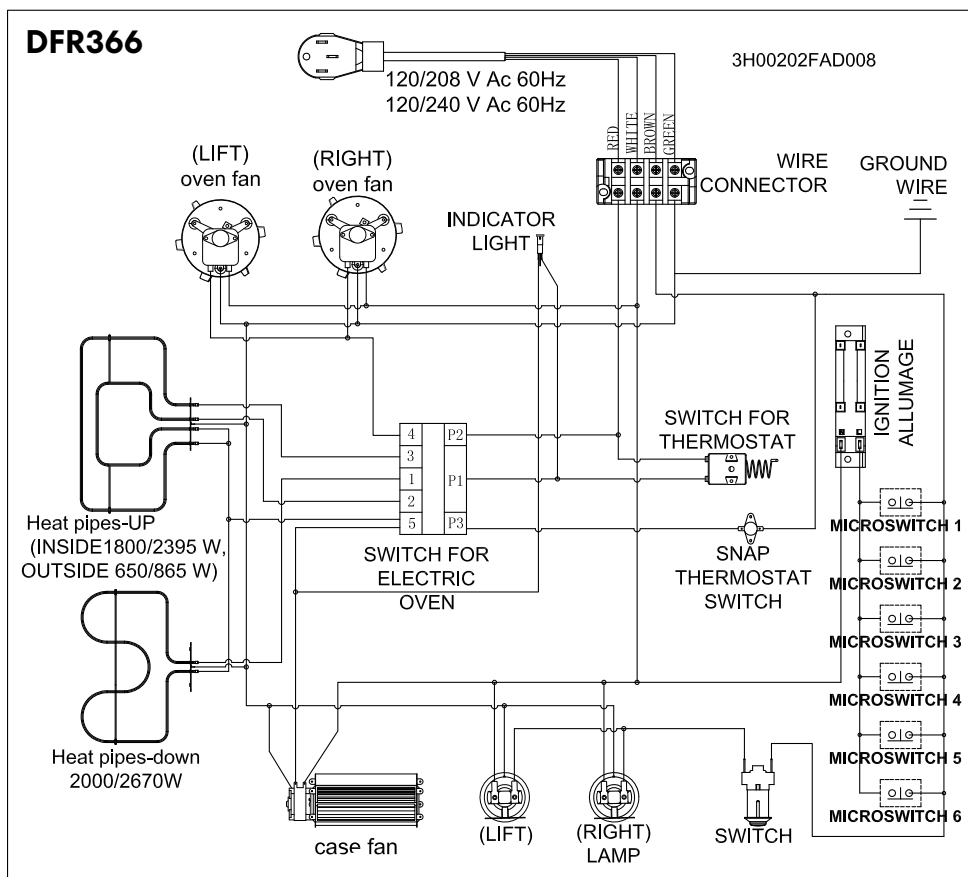 DFR366
3H00202FAD008
120/208 V Ac 60Hz
120/240 V Ac 60Hz
RED
WHITE
BROWN
GREEN
WIRE
CONNECTOR
GROUND
WIRE
(LIFT)
oven fan
(RIGHT)
oven fan
INDICATOR
LIGHT
IGNITION
ALLUMAGE
SWITCH FOR
THERMOSTAT
4
3
1
2
5
P2
P1
P3
SWITCH FOR
ELECTRIC
OVEN
SNAP
THERMOSTAT
SWITCH
Heat pipes-UP
(INSIDE1800/2395 W,
OUTSIDE 650/865 W)
MICROSWITCH 1
MICROSWITCH 2
MICROSWITCH 3
MICROSWITCH 4
MICROSWITCH 5
MICROSWITCH 6
Heat pipes-down
2000/2670W
case fan
(LIFT)
(RIGHT)
LAMP
SWITCH